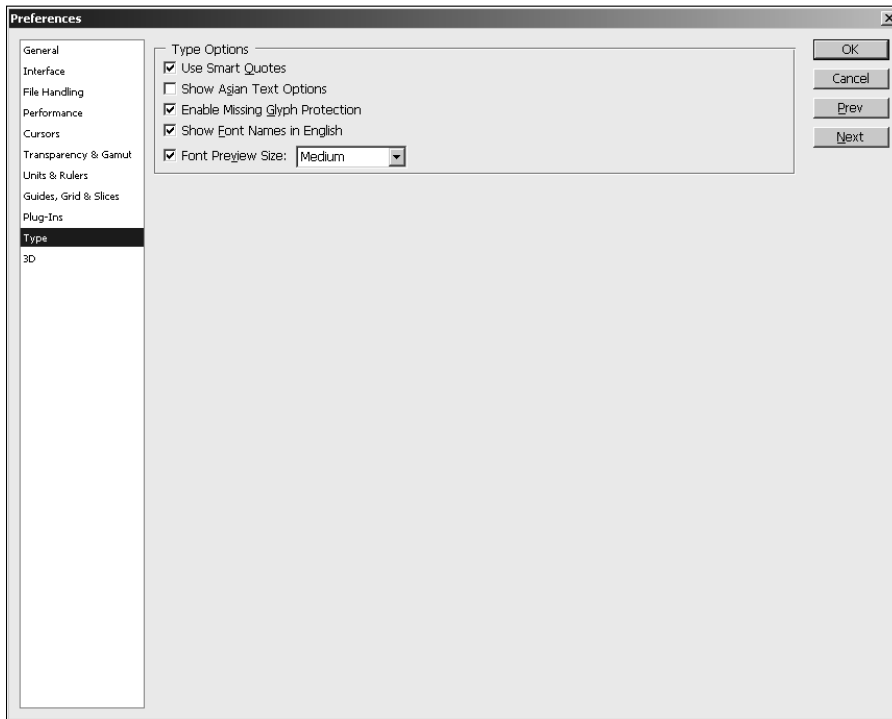 Preferences
General
Interface
File Handling
Performance
Cursors
Transparency & Gamut
Units & Rulers
Guides, Grid & Slices
Plug-Ins
Type
3D
Type Options
Use Smart Quotes
Show Asian Text Options
Enable Missing Glyph Protection
Show Font Names in English
Font Preview Size: Medium
OK
Cancel
Prev
Next